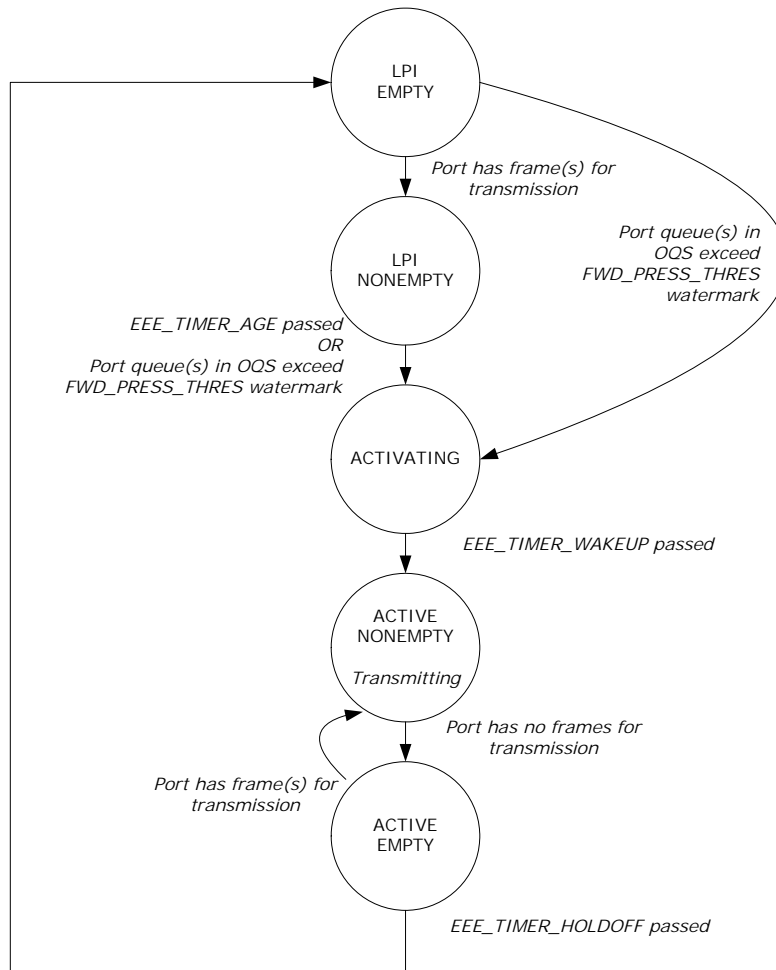 LPI
EMPTY
Port has frame(s) for
transmission
Port queue(s) in
OQS exceed
FWD_PRESS_THRES
watermark
LPI
NONEMPTY
EEE_TIMER_AGE passed
OR
Port queue(s) in OQS exceed
FWD_PRESS_THRES watermark
ACTIVATING
EEE_TIMER_WAKEUP passed
ACTIVE
NONEMPTY
Transmitting
Port has no frames for
transmission
Port has frame(s) for
transmission
ACTIVE
EMPTY
EEE_TIMER_HOLDOFF passed